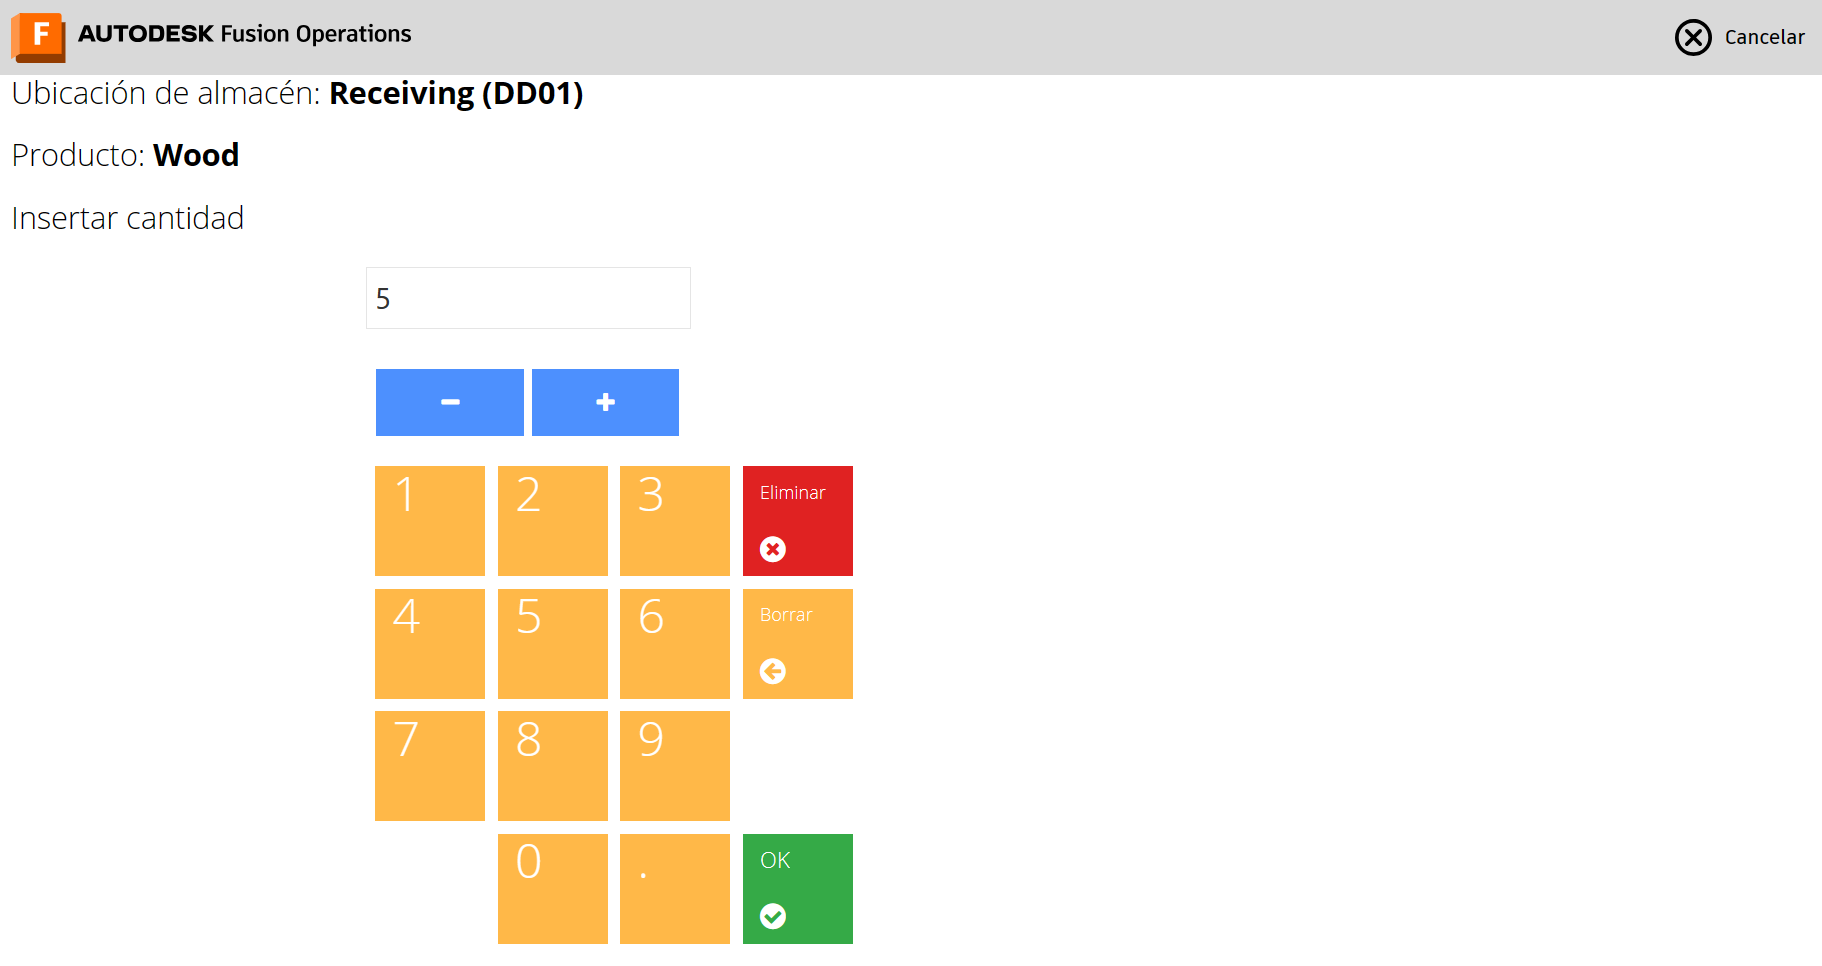 F AUTODESK Fusion Operations
Cancelar
Ubicación de almacén: Receiving (DD01)
Producto: Wood
Insertar cantidad
5
1 2 3 Eliminar
4 5 6 Borrar
7 8 9
0 . OK